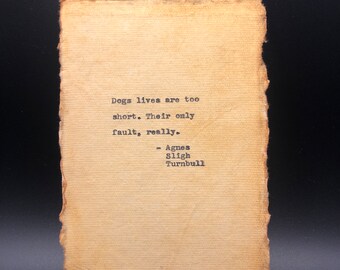 Dogs lives are too
short. Their only
fault, really.
- Agnes
Sligh
Turnbull